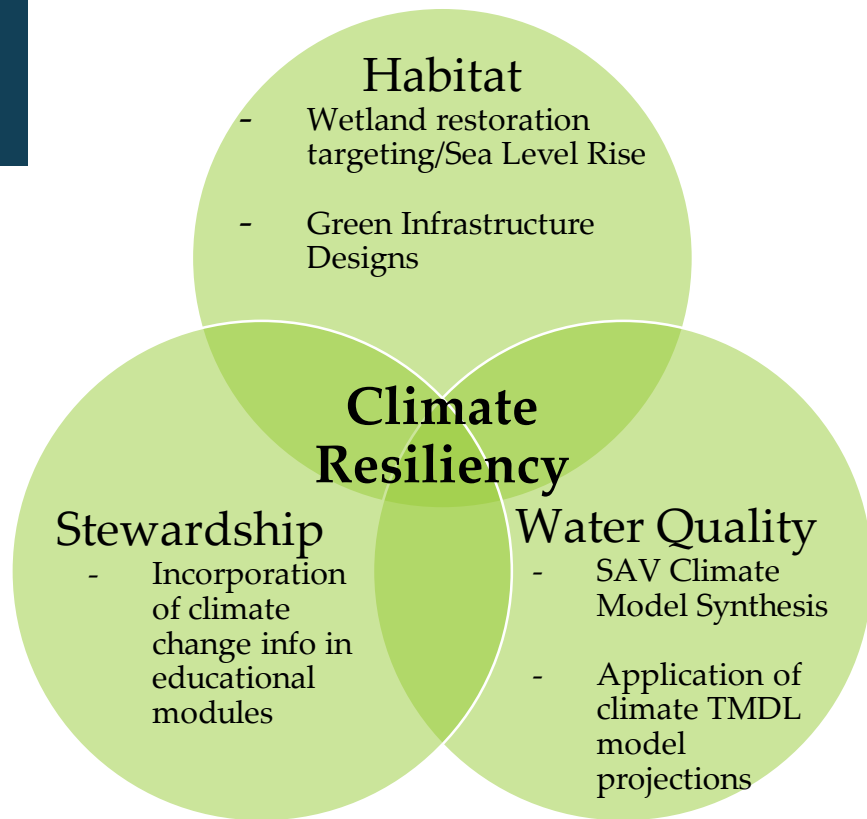 Habitat
- Wetland restoration
targeting/Sea Level Rise
- Green Infrastructure
Designs
Climate
Resiliency
Stewardship
- Incorporation
of climate
change info in
educational
modules
Water Quality
- SAV Climate
Model Synthesis
- Application of
climate TMDL
model
projections